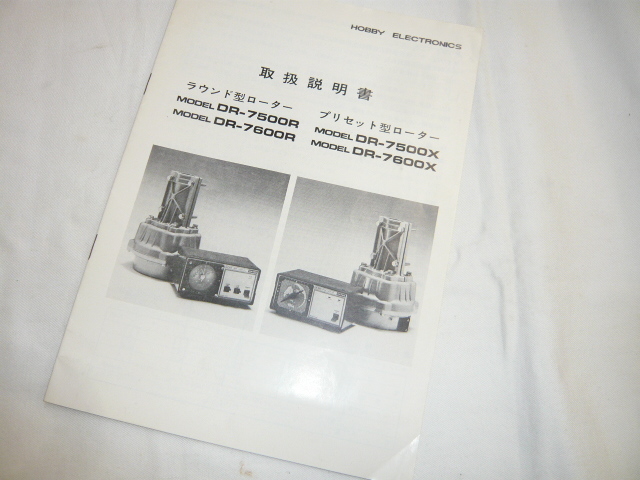 HOBBY ELECTRONICS
取扱説明書
ラウンド型ローター
MODEL DR-7500R
MODEL DR-7600R
プリセット型ローター
MODEL DR-7500X
MODEL DR-7600X